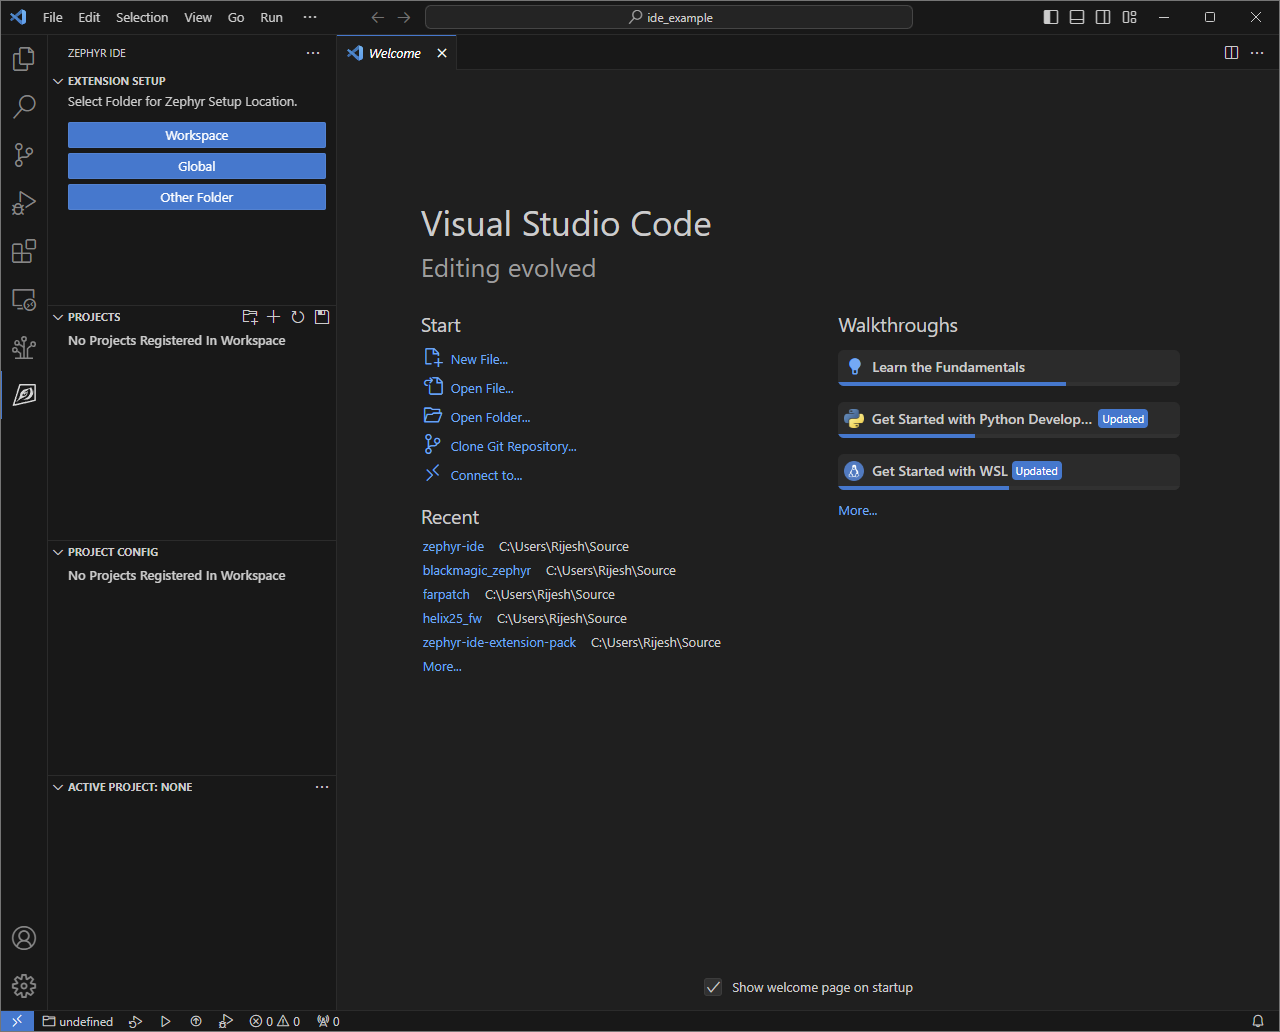 File Edit Selection View Go Run ···
ide_example
ZEPHYR IDE
EXTENSION SETUP
Select Folder for Zephyr Setup Location.
Workspace
Global
Other Folder
PROJECTS
No Projects Registered In Workspace
PROJECT CONFIG
No Projects Registered In Workspace
ACTIVE PROJECT: NONE
Welcome
Visual Studio Code
Editing evolved
Start
New File...
Open File...
Open Folder...
Clone Git Repository...
Connect to...
Recent
zephyr-ide C:\Users\Rijesh\Source
blackmagic_zephyr C:\Users\Rijesh\Source
farpatch C:\Users\Rijesh\Source
helix25_fw C:\Users\Rijesh\Source
zephyr-ide-extension-pack C:\Users\Rijesh\Source
More...
Walkthroughs
Learn the Fundamentals
Get Started with Python Develop... Updated
Get Started with WSL Updated
More...
Show welcome page on startup
undefined 0 0 0